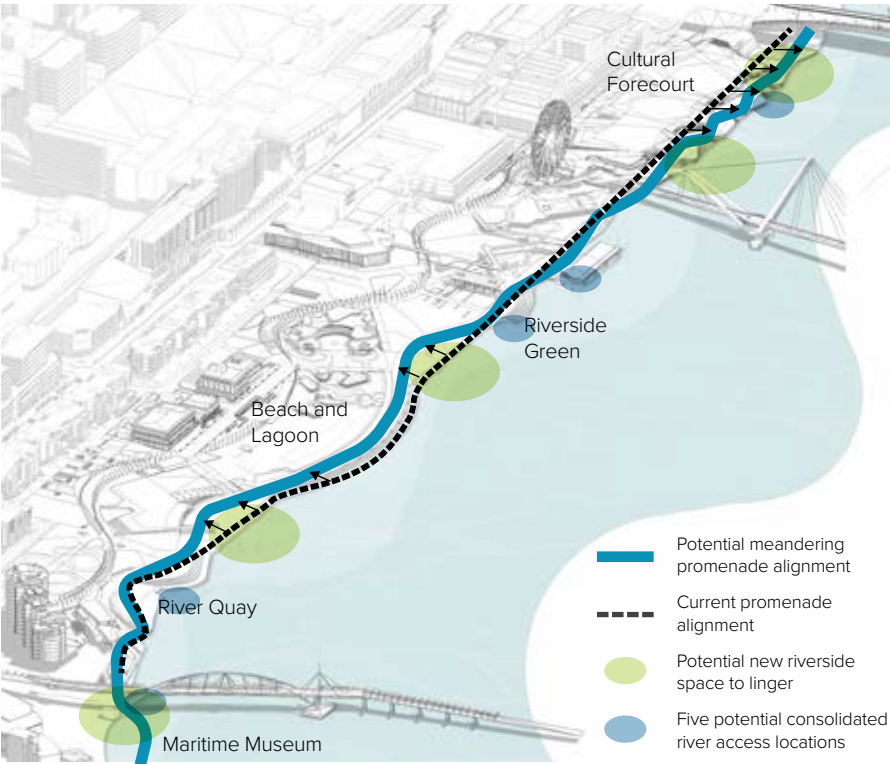 Cultural
Forecourt
Riverside
Green
Beach and
Lagoon
River Quay
Maritime Museum
Potential meandering
promenade alignment
Current promenade
alignment
Potential new riverside
space to linger
Five potential consolidated
river access locations